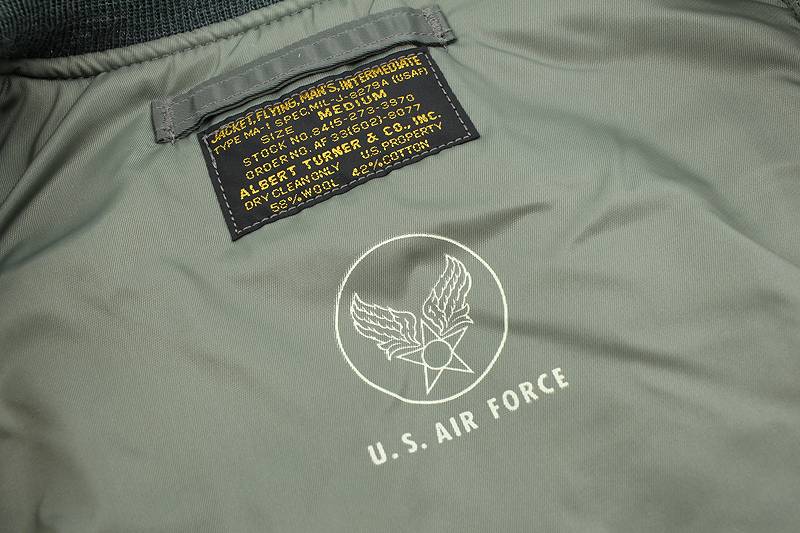 JACKET, FLYING, MAN'S, INTERMEDIATE
TYPE MA-1 SPEC. MIL-J-8279A (USAF)
SIZE MEDIUM
STOCK NO. 8415-273-3970
ORDER NO. AF 33(602)-8077
ALBERT TURNER & CO., INC.
DRY CLEAN ONLY U.S. PROPERTY
58% WOOL 42% COTTON
U.S. AIR FORCE